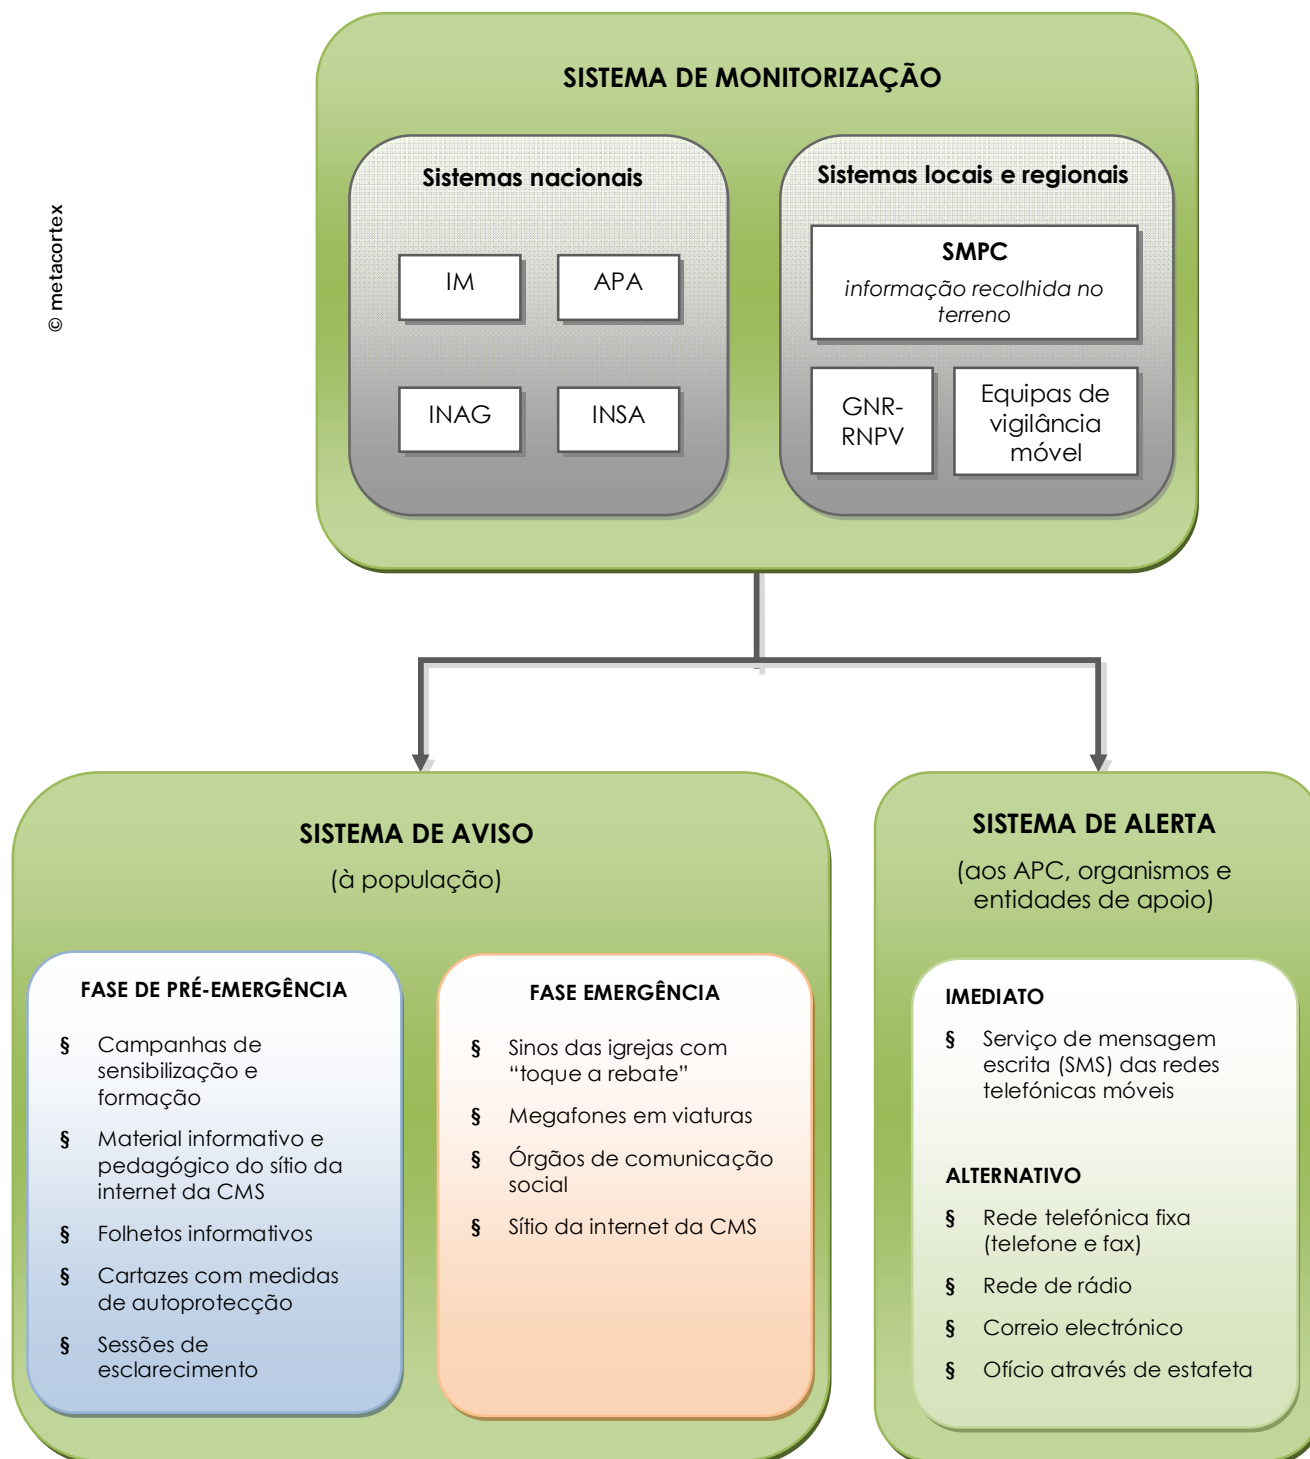 © metacortex
SISTEMA DE MONITORIZAÇÃO
Sistemas nacionais
IM
APA
INAG
INSA
Sistemas locais e regionais
SMPC
informação recolhida no
terreno
GNR-
RNPV
Equipas de
vigilância
móvel
SISTEMA DE AVISO
(à população)
FASE DE PRÉ-EMERGÊNCIA
§ Campanhas de
sensibilização e
formação
§ Material informativo e
pedagógico do sítio da
internet da CMS
§ Folhetos informativos
§ Cartazes com medidas
de autoprotecção
§ Sessões de
esclarecimento
FASE EMERGÊNCIA
§ Sinos das igrejas com
“toque a rebate”
§ Megafones em viaturas
§ Órgãos de comunicação
social
§ Sítio da internet da CMS
SISTEMA DE ALERTA
(aos APC, organismos e
entidades de apoio)
IMEDIATO
§ Serviço de mensagem
escrita (SMS) das redes
telefónicas móveis
ALTERNATIVO
§ Rede telefónica fixa
(telefone e fax)
§ Rede de rádio
§ Correio electrónico
§ Ofício através de estafeta